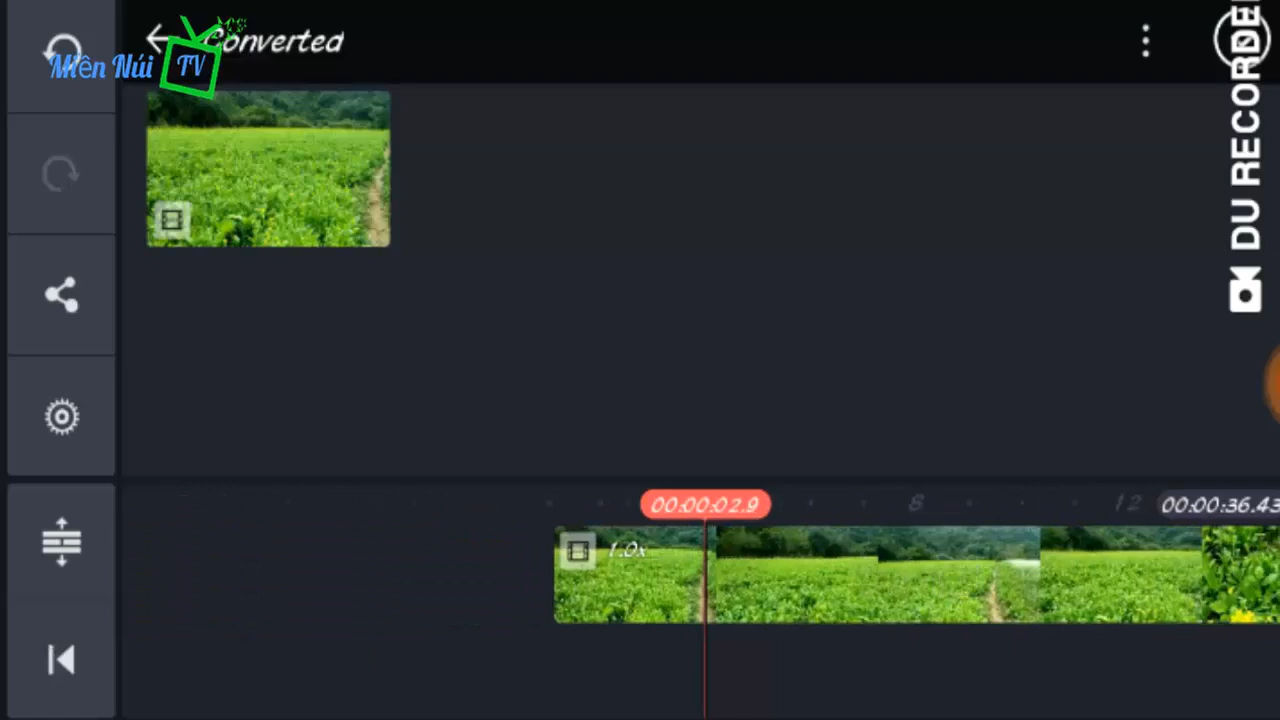 Converted
Miền Núi TV
DU RECORDER
00:00:02.9
8
12
00:00:36.43
1.0x